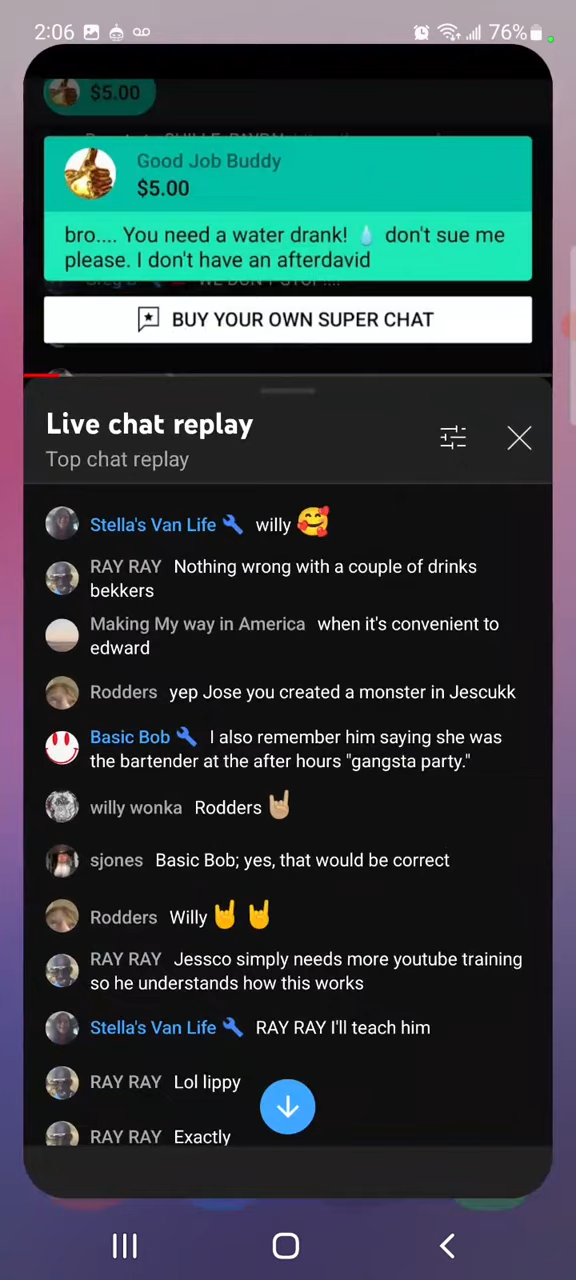 2:06
76%
$5.00
Good Job Buddy
$5.00
bro.... You need a water drank! 💧 don't sue me
please. I don't have an afterdavid
BUY YOUR OWN SUPER CHAT
Live chat replay
Top chat replay
Stella's Van Life 🔧 willy 🥰
RAY RAY Nothing wrong with a couple of drinks
bekkers
Making My way in America when it's convenient to
edward
Rodders yep Jose you created a monster in Jescukk
Basic Bob 🔧 I also remember him saying she was
the bartender at the after hours "gangsta party."
willy wonka Rodders 🤘🏼
sjones Basic Bob; yes, that would be correct
Rodders Willy 🤘 🤘
RAY RAY Jessco simply needs more youtube training
so he understands how this works
Stella's Van Life 🔧 RAY RAY I'll teach him
RAY RAY Lol lippy
RAY RAY Exactly